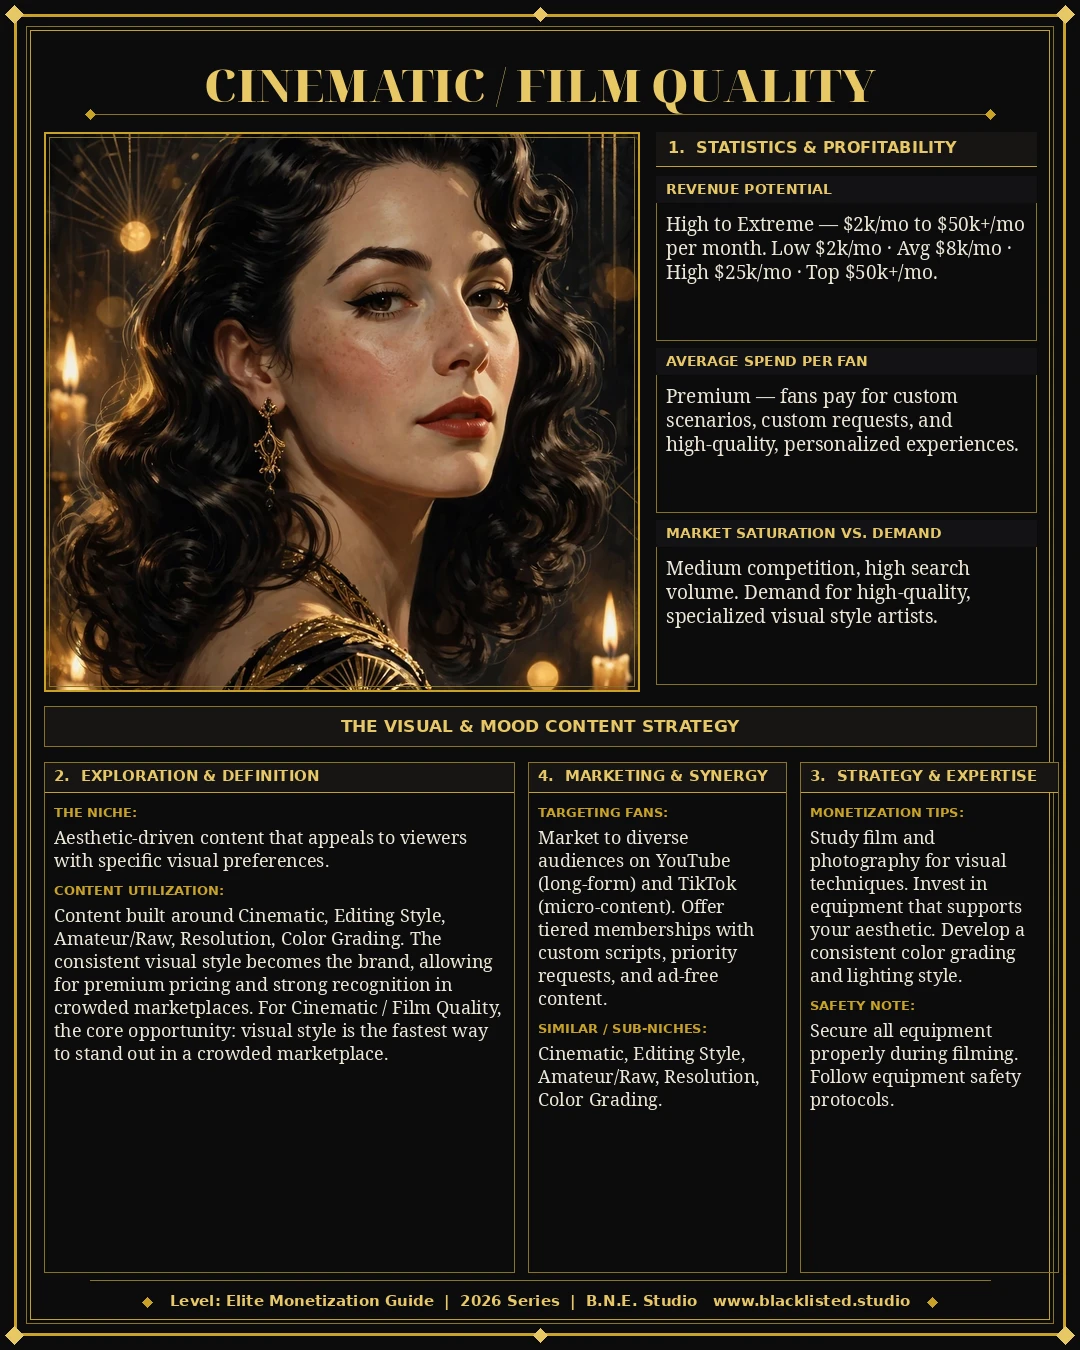 CINEMATIC / FILM QUALITY
1. STATISTICS & PROFITABILITY
REVENUE POTENTIAL
High to Extreme — $2k/mo to $50k+/mo
per month. Low $2k/mo · Avg $8k/mo ·
High $25k/mo · Top $50k+/mo.
AVERAGE SPEND PER FAN
Premium — fans pay for custom
scenarios, custom requests, and
high-quality, personalized experiences.
MARKET SATURATION VS. DEMAND
Medium competition, high search
volume. Demand for high-quality,
specialized visual style artists.
THE VISUAL & MOOD CONTENT STRATEGY
2. EXPLORATION & DEFINITION
THE NICHE:
Aesthetic-driven content that appeals to viewers
with specific visual preferences.
CONTENT UTILIZATION:
Content built around Cinematic, Editing Style,
Amateur/Raw, Resolution, Color Grading. The
consistent visual style becomes the brand, allowing
for premium pricing and strong recognition in
crowded marketplaces. For Cinematic / Film Quality,
the core opportunity: visual style is the fastest way
to stand out in a crowded marketplace.
4. MARKETING & SYNERGY
TARGETING FANS:
Market to diverse
audiences on YouTube
(long-form) and TikTok
(micro-content). Offer
tiered memberships with
custom scripts, priority
requests, and ad-free
content.
SIMILAR / SUB-NICHES:
Cinematic, Editing Style,
Amateur/Raw, Resolution,
Color Grading.
3. STRATEGY & EXPERTISE
MONETIZATION TIPS:
Study film and
photography for visual
techniques. Invest in
equipment that supports
your aesthetic. Develop a
consistent color grading
and lighting style.
SAFETY NOTE:
Secure all equipment
properly during filming.
Follow equipment safety
protocols.
Level: Elite Monetization Guide | 2026 Series | B.N.E. Studio www.blacklisted.studio